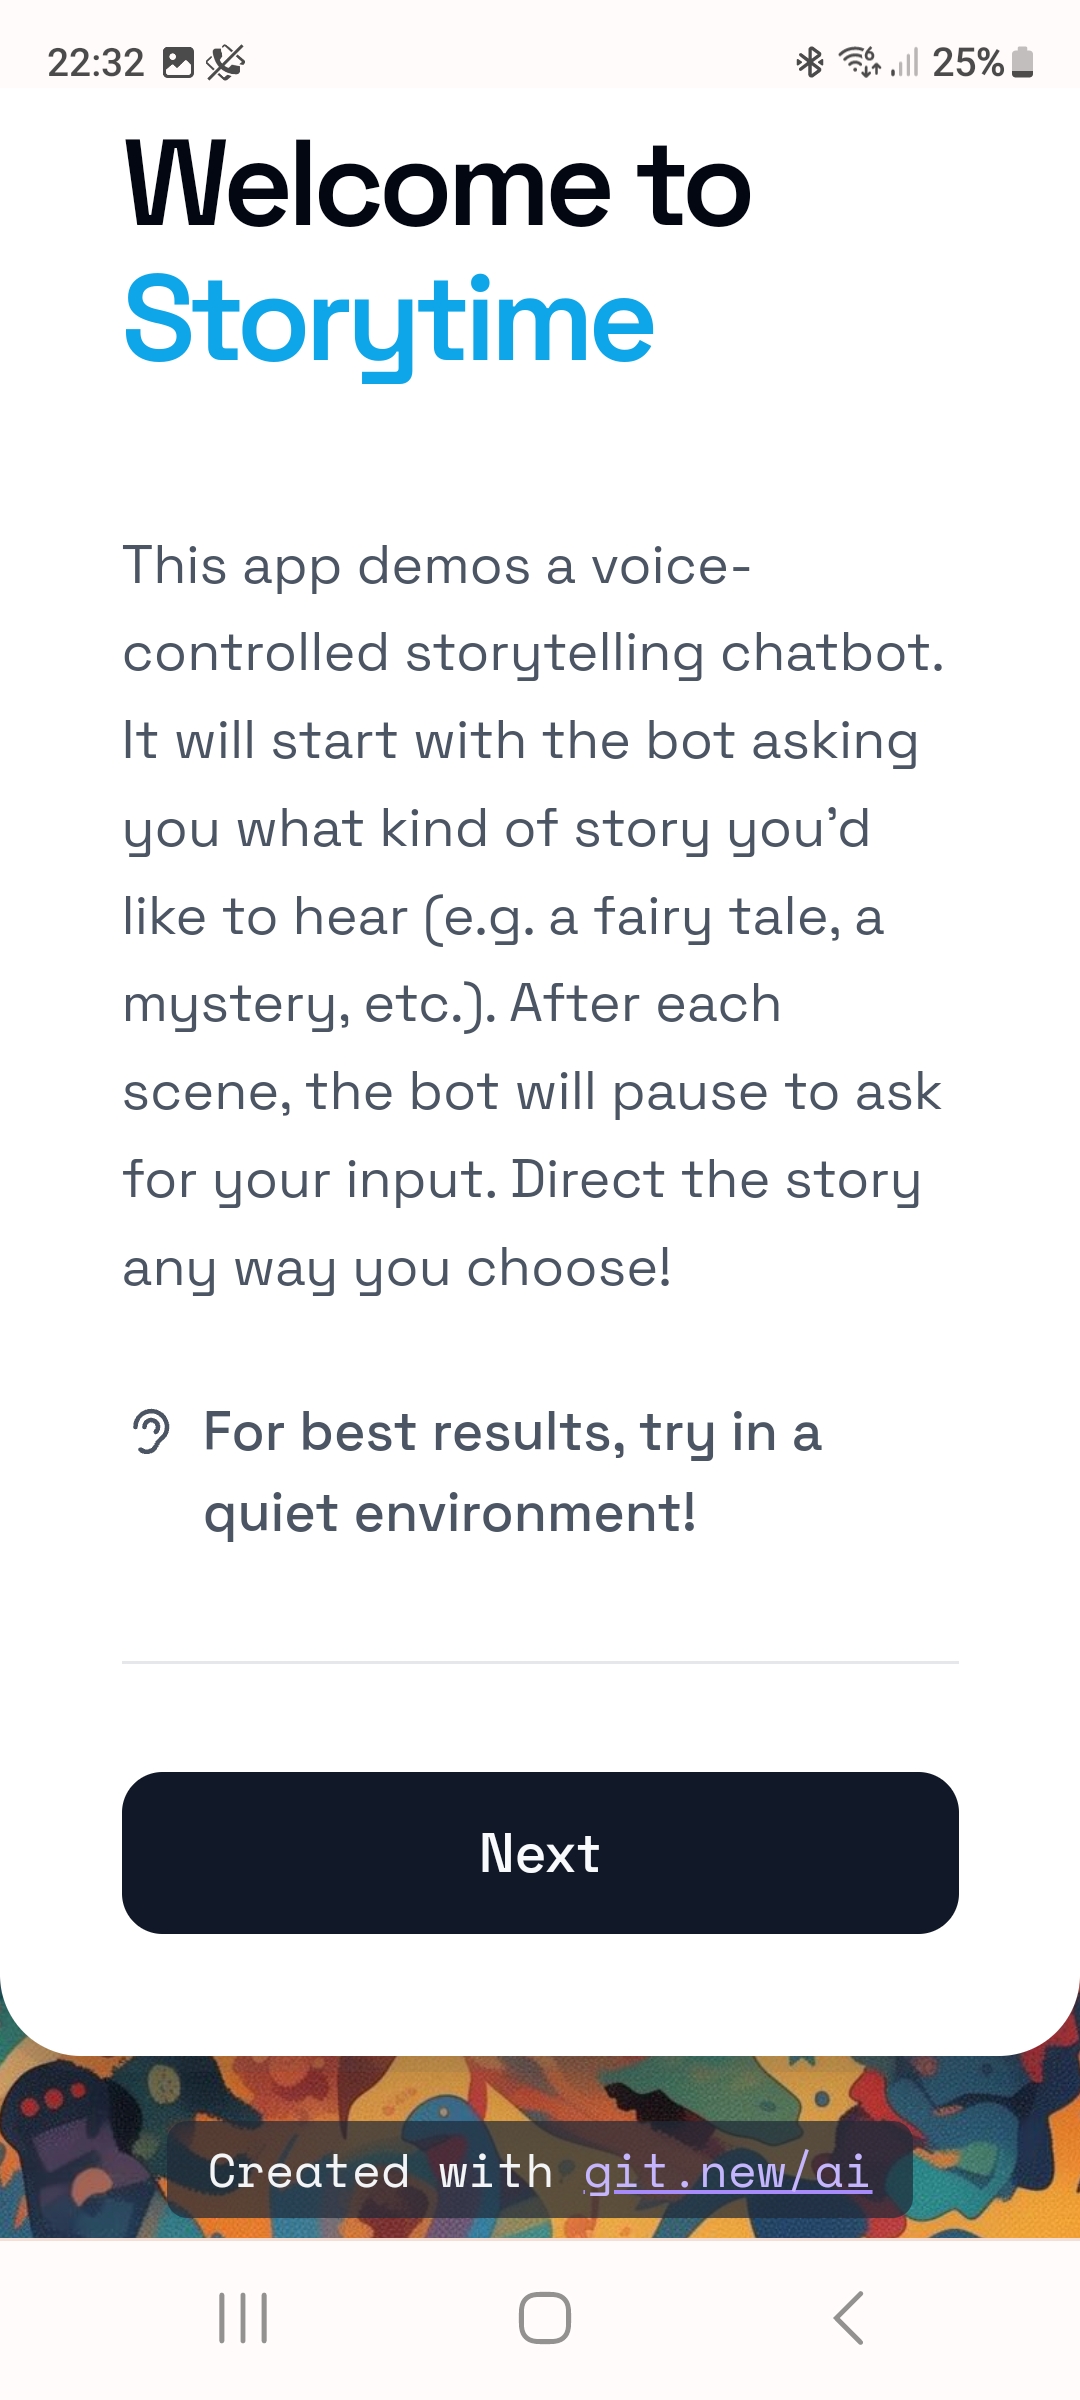 22:32
25%
Welcome to
Storytime
This app demos a voice-
controlled storytelling chatbot.
It will start with the bot asking
you what kind of story you’d
like to hear (e.g. a fairy tale, a
mystery, etc.). After each
scene, the bot will pause to ask
for your input. Direct the story
any way you choose!
For best results, try in a
quiet environment!
Next
Created with git.new/ai